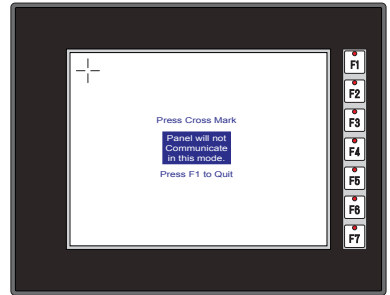 Press Cross Mark
Panel will not
Communicate
in this mode.
Press F1 to Quit
F1
F2
F3
F4
F5
F6
F7